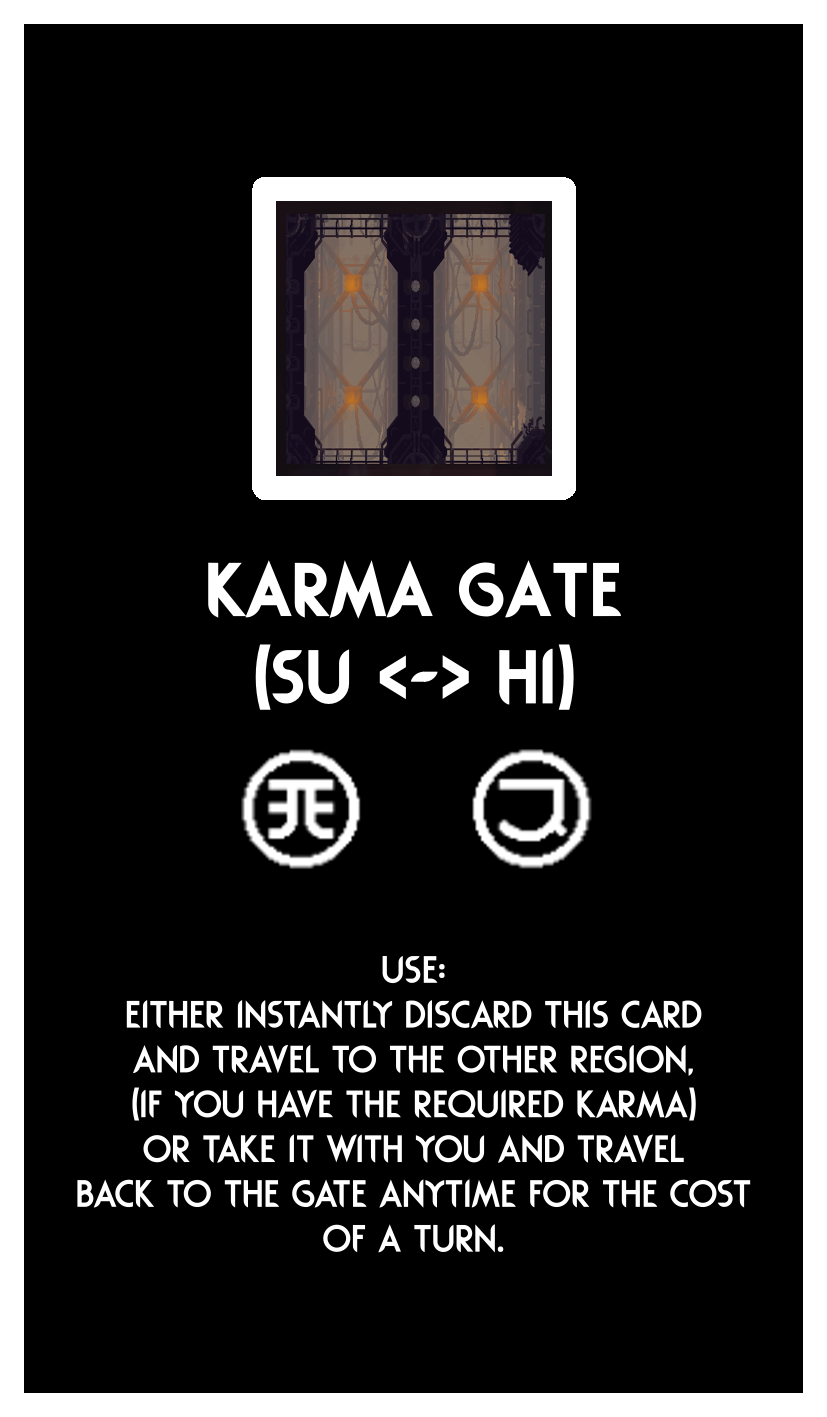 KARMA GATE
(SU <-> HI)
USE:
EITHER INSTANTLY DISCARD THIS CARD
AND TRAVEL TO THE OTHER REGION,
(IF YOU HAVE THE REQUIRED KARMA)
OR TAKE IT WITH YOU AND TRAVEL
BACK TO THE GATE ANYTIME FOR THE COST
OF A TURN.